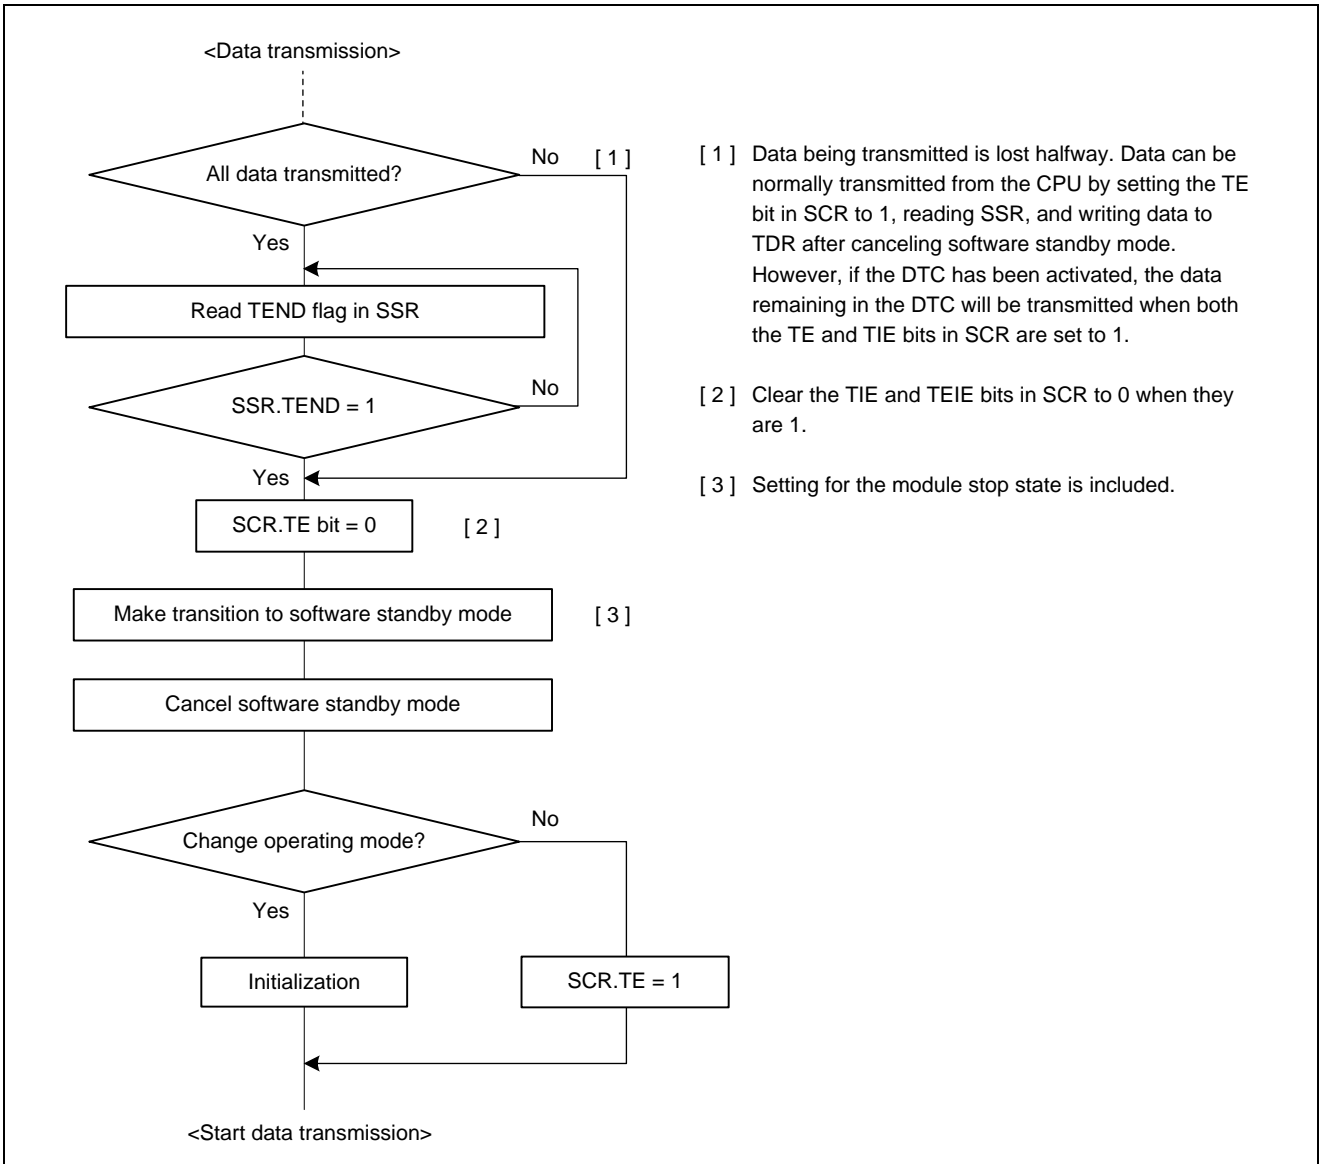 <Data transmission>
All data transmitted?
No [ 1 ]
Yes
Read TEND flag in SSR
SSR.TEND = 1
No
Yes
SCR.TE bit = 0
[ 2 ]
Make transition to software standby mode
[ 3 ]
Cancel software standby mode
Change operating mode?
No
Yes
Initialization
SCR.TE = 1
<Start data transmission>
[ 1 ] Data being transmitted is lost halfway. Data can be
normally transmitted from the CPU by setting the TE
bit in SCR to 1, reading SSR, and writing data to
TDR after canceling software standby mode.
However, if the DTC has been activated, the data
remaining in the DTC will be transmitted when both
the TE and TIE bits in SCR are set to 1.
[ 2 ] Clear the TIE and TEIE bits in SCR to 0 when they
are 1.
[ 3 ] Setting for the module stop state is included.